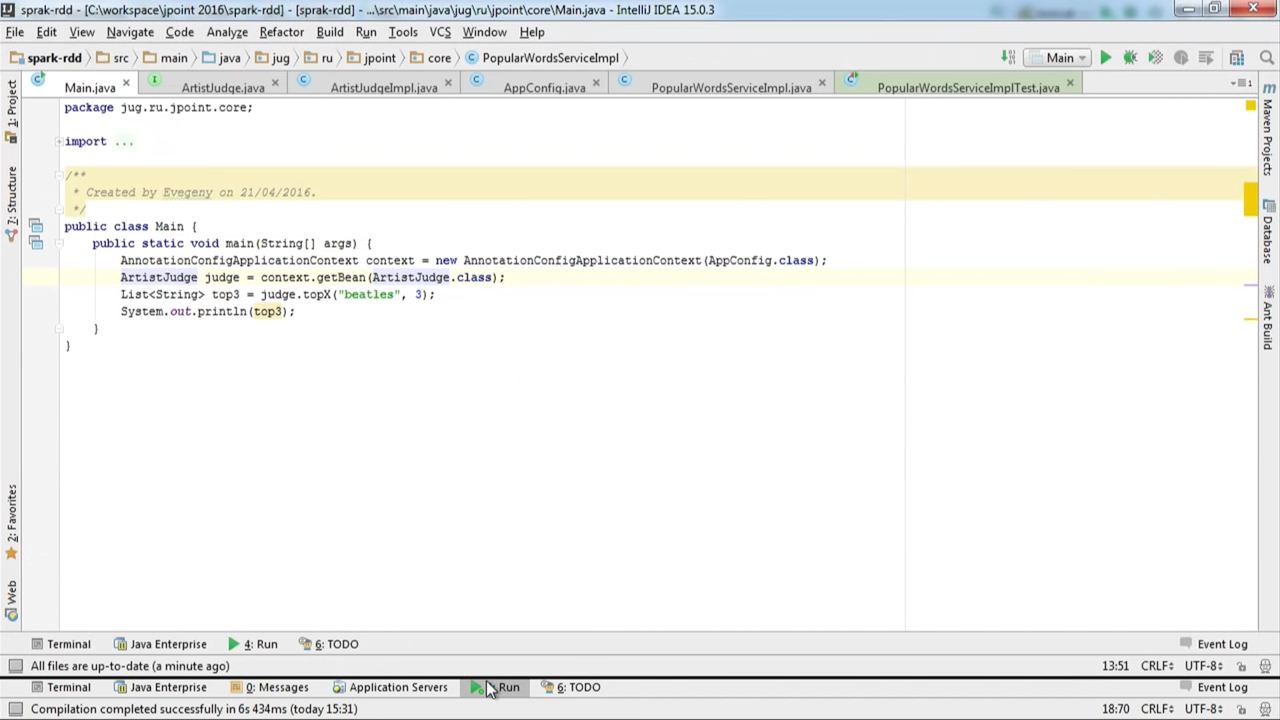 sprak-rdd - [C:\workspace\jpoint 2016\spark-rdd] - [sprak-rdd] - ...\src\main\java\jug\ru\jpoint\core\Main.java - IntelliJ IDEA 15.0.3
File Edit View Navigate Code Analyze Refactor Build Run Tools VCS Window Help
spark-rdd src main java jug ru jpoint core PopularWordsServiceImpl Main
Main.java ArtistJudge.java ArtistJudgeImpl.java AppConfig.java PopularWordsServiceImpl.java PopularWordsServiceImplTest.java
1: Project
7: Structure
2: Favorites
Web
package jug.ru.jpoint.core;
import ...
/**
* Created by Evegeny on 21/04/2016.
*/
public class Main {
public static void main(String[] args) {
AnnotationConfigApplicationContext context = new AnnotationConfigApplicationContext(AppConfig.class);
ArtistJudge judge = context.getBean(ArtistJudge.class);
List<String> top3 = judge.topX("beatles", 3);
System.out.println(top3);
}
}
Maven Projects
Database
Ant Build
Terminal Java Enterprise 4: Run 6: TODO Event Log
All files are up-to-date (a minute ago) 13:51 CRLF UTF-8
Terminal Java Enterprise 0: Messages Application Servers Run 6: TODO Event Log
Compilation completed successfully in 6s 434ms (today 15:31) 18:70 CRLF UTF-8